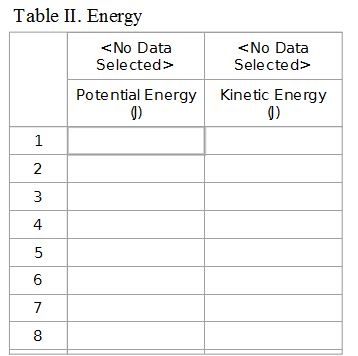 Table II. Energy
<No Data Selected>
<No Data Selected>
Potential Energy (J)
Kinetic Energy (J)
1
2
3
4
5
6
7
8